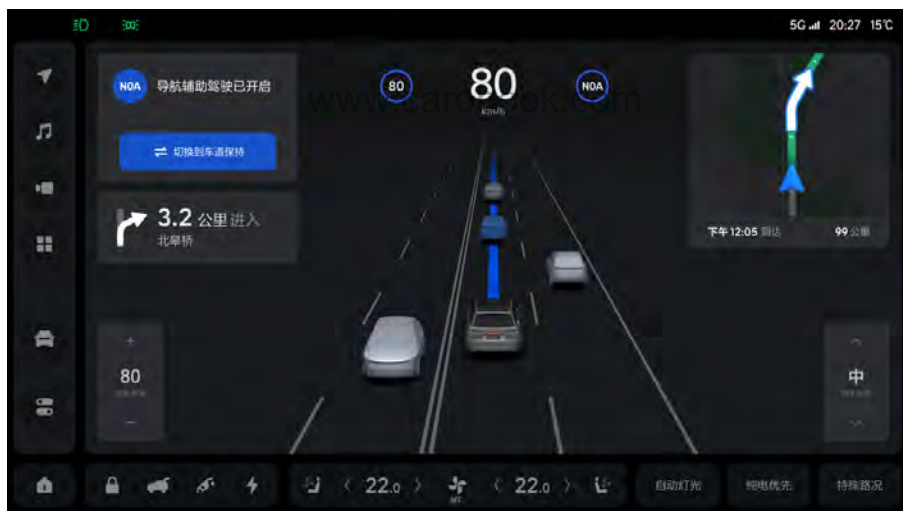 5G 20:27 15℃
NOA 导航辅助驾驶已开启
切换到车道保持
3.2 公里进入
北皋桥
80
80
km/h
NOA
下午12:05 到达 99 公里
+
80
−
中
22.0
22.0
自动灯光 纯电优先 特殊路况